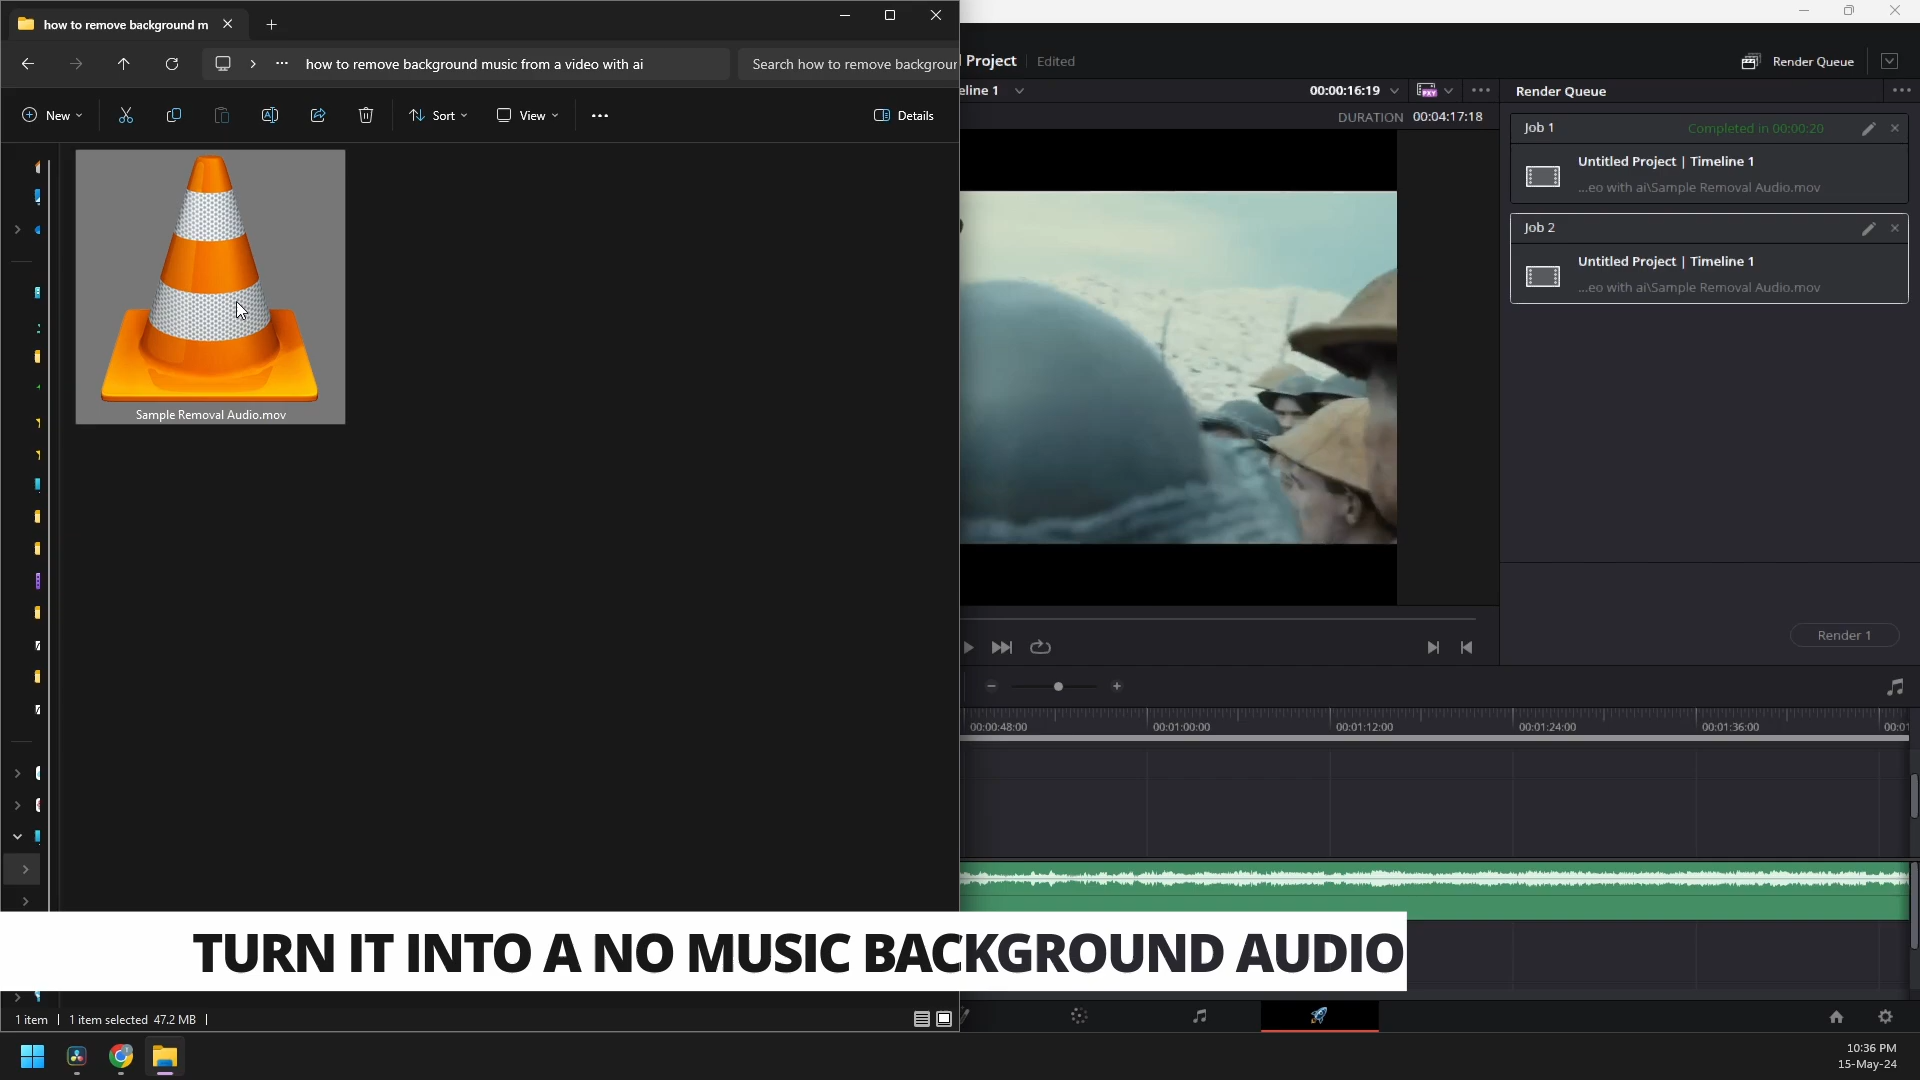 how to remove background m
how to remove background music from a video with ai
Search how to remove backgrour
New
Sort
View
Details
Sample Removal Audio.mov
1 item
1 item selected 47.2 MB
Project
Edited
Render Queue
eline 1
00:00:16:19
PXY
DURATION 00:04:17:18
Render Queue
Job 1
Completed in 00:00:20
Untitled Project | Timeline 1
...eo with ai\Sample Removal Audio.mov
Job 2
Untitled Project | Timeline 1
...eo with ai\Sample Removal Audio.mov
Render 1
00:00:48:00
00:01:00:00
00:01:12:00
00:01:24:00
00:01:36:00
00:01
TURN IT INTO A NO MUSIC BACKGROUND AUDIO
10:36 PM
15-May-24